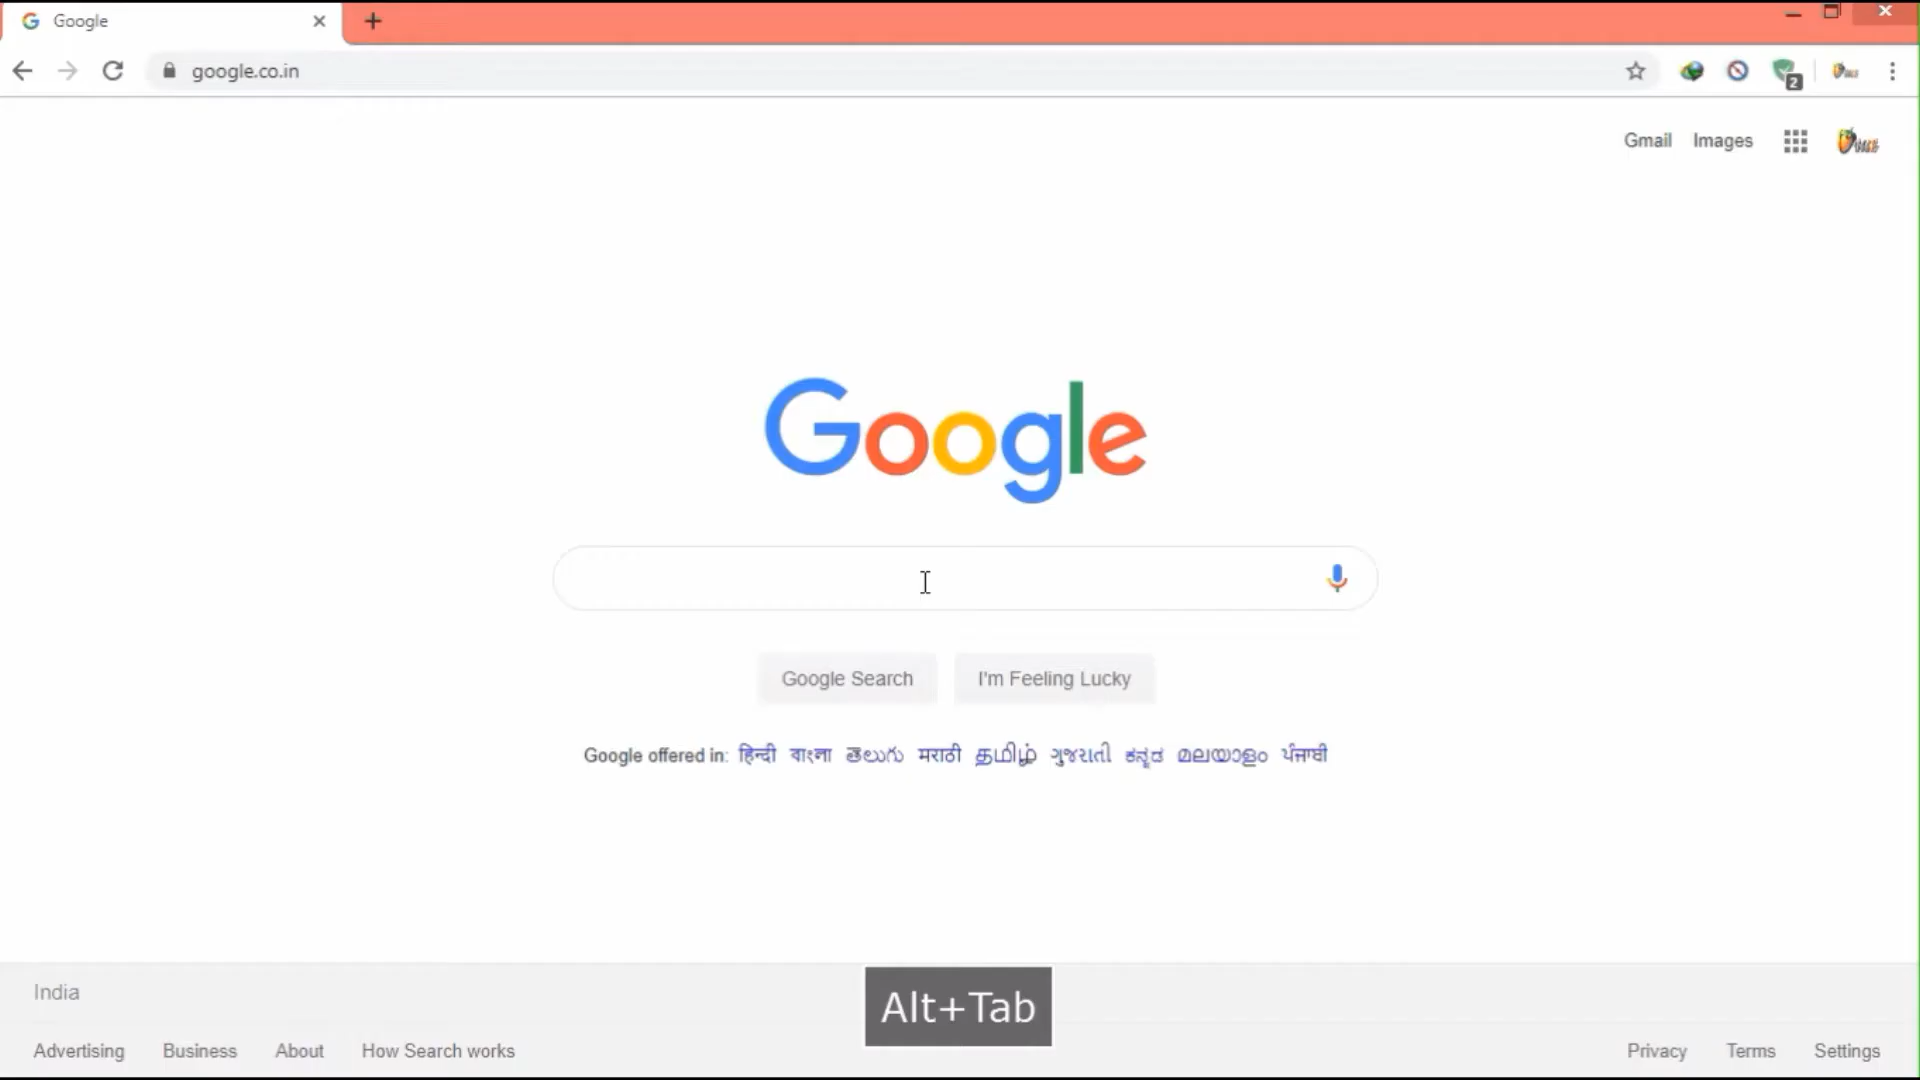 Google
google.co.in
2
Gmail Images
Google
Google Search I'm Feeling Lucky
Google offered in: हिन्दी বাংলা తెలుగు मराठी தமிழ் ગુજરાતી ಕನ್ನಡ മലയാളം ਪੰਜਾਬੀ
India
Alt+Tab
Advertising Business About How Search works Privacy Terms Settings